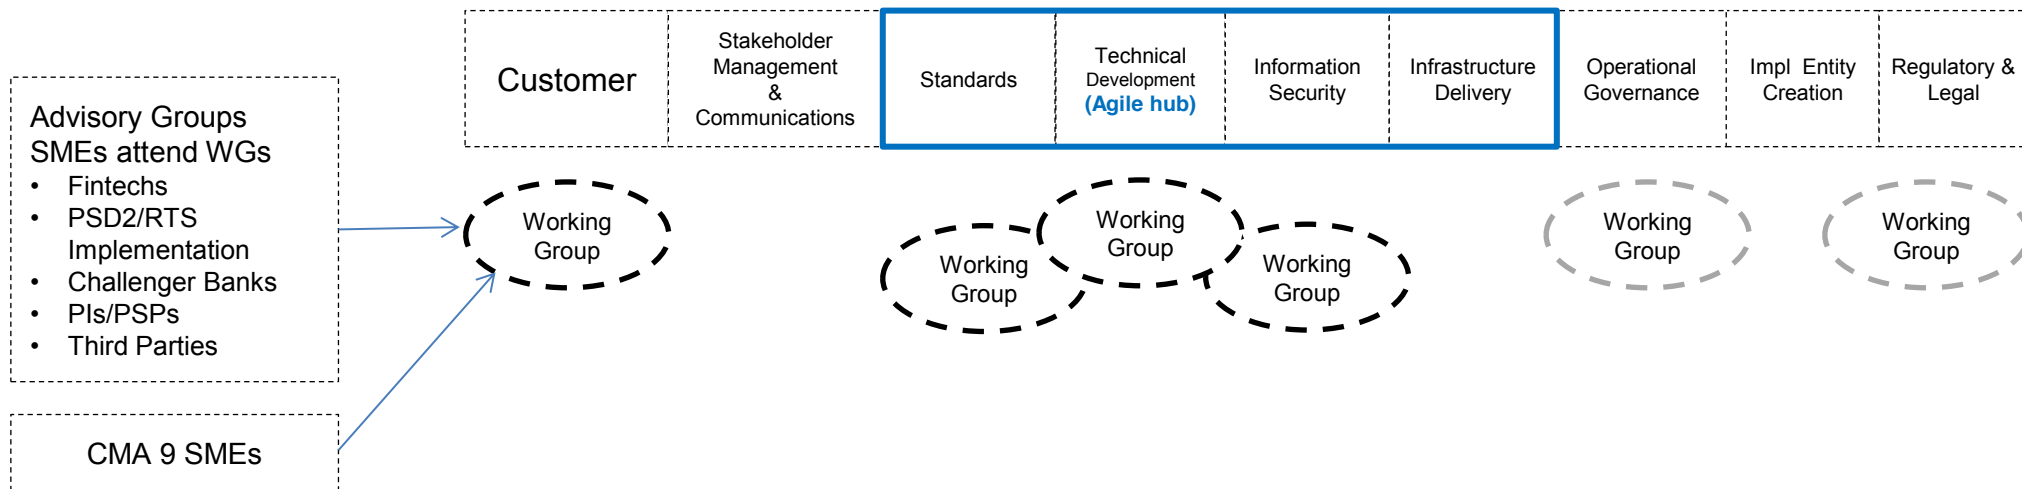 Customer
Stakeholder
Management
&
Communications
Standards
Technical
Development
(Agile hub)
Information
Security
Infrastructure
Delivery
Operational
Governance
Impl Entity
Creation
Regulatory &
Legal
Advisory Groups
SMEs attend WGs
• Fintechs
• PSD2/RTS
Implementation
• Challenger Banks
• PIs/PSPs
• Third Parties
CMA 9 SMEs
Working
Group
Working
Group
Working
Group
Working
Group
Working
Group
Working
Group